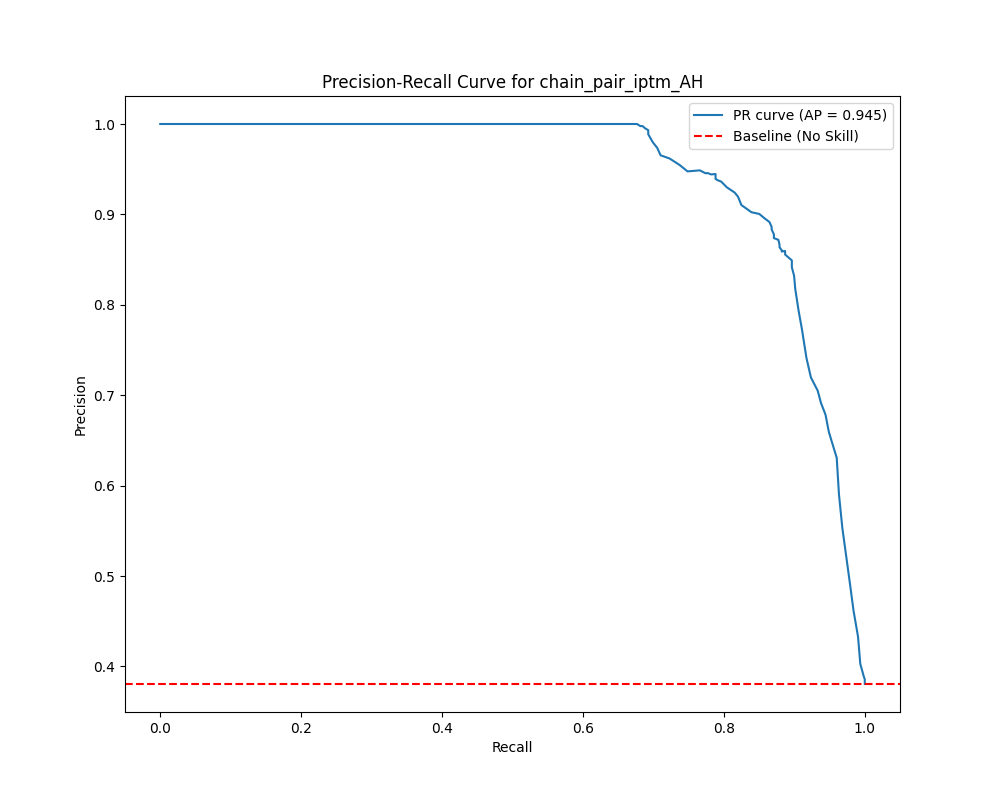 Precision-Recall Curve for chain_pair_iptm_AH
PR curve (AP = 0.945)
Baseline (No Skill)
1.0
0.9
0.8
0.7
0.6
0.5
0.4
Precision
0.0 0.2 0.4 0.6 0.8 1.0
Recall